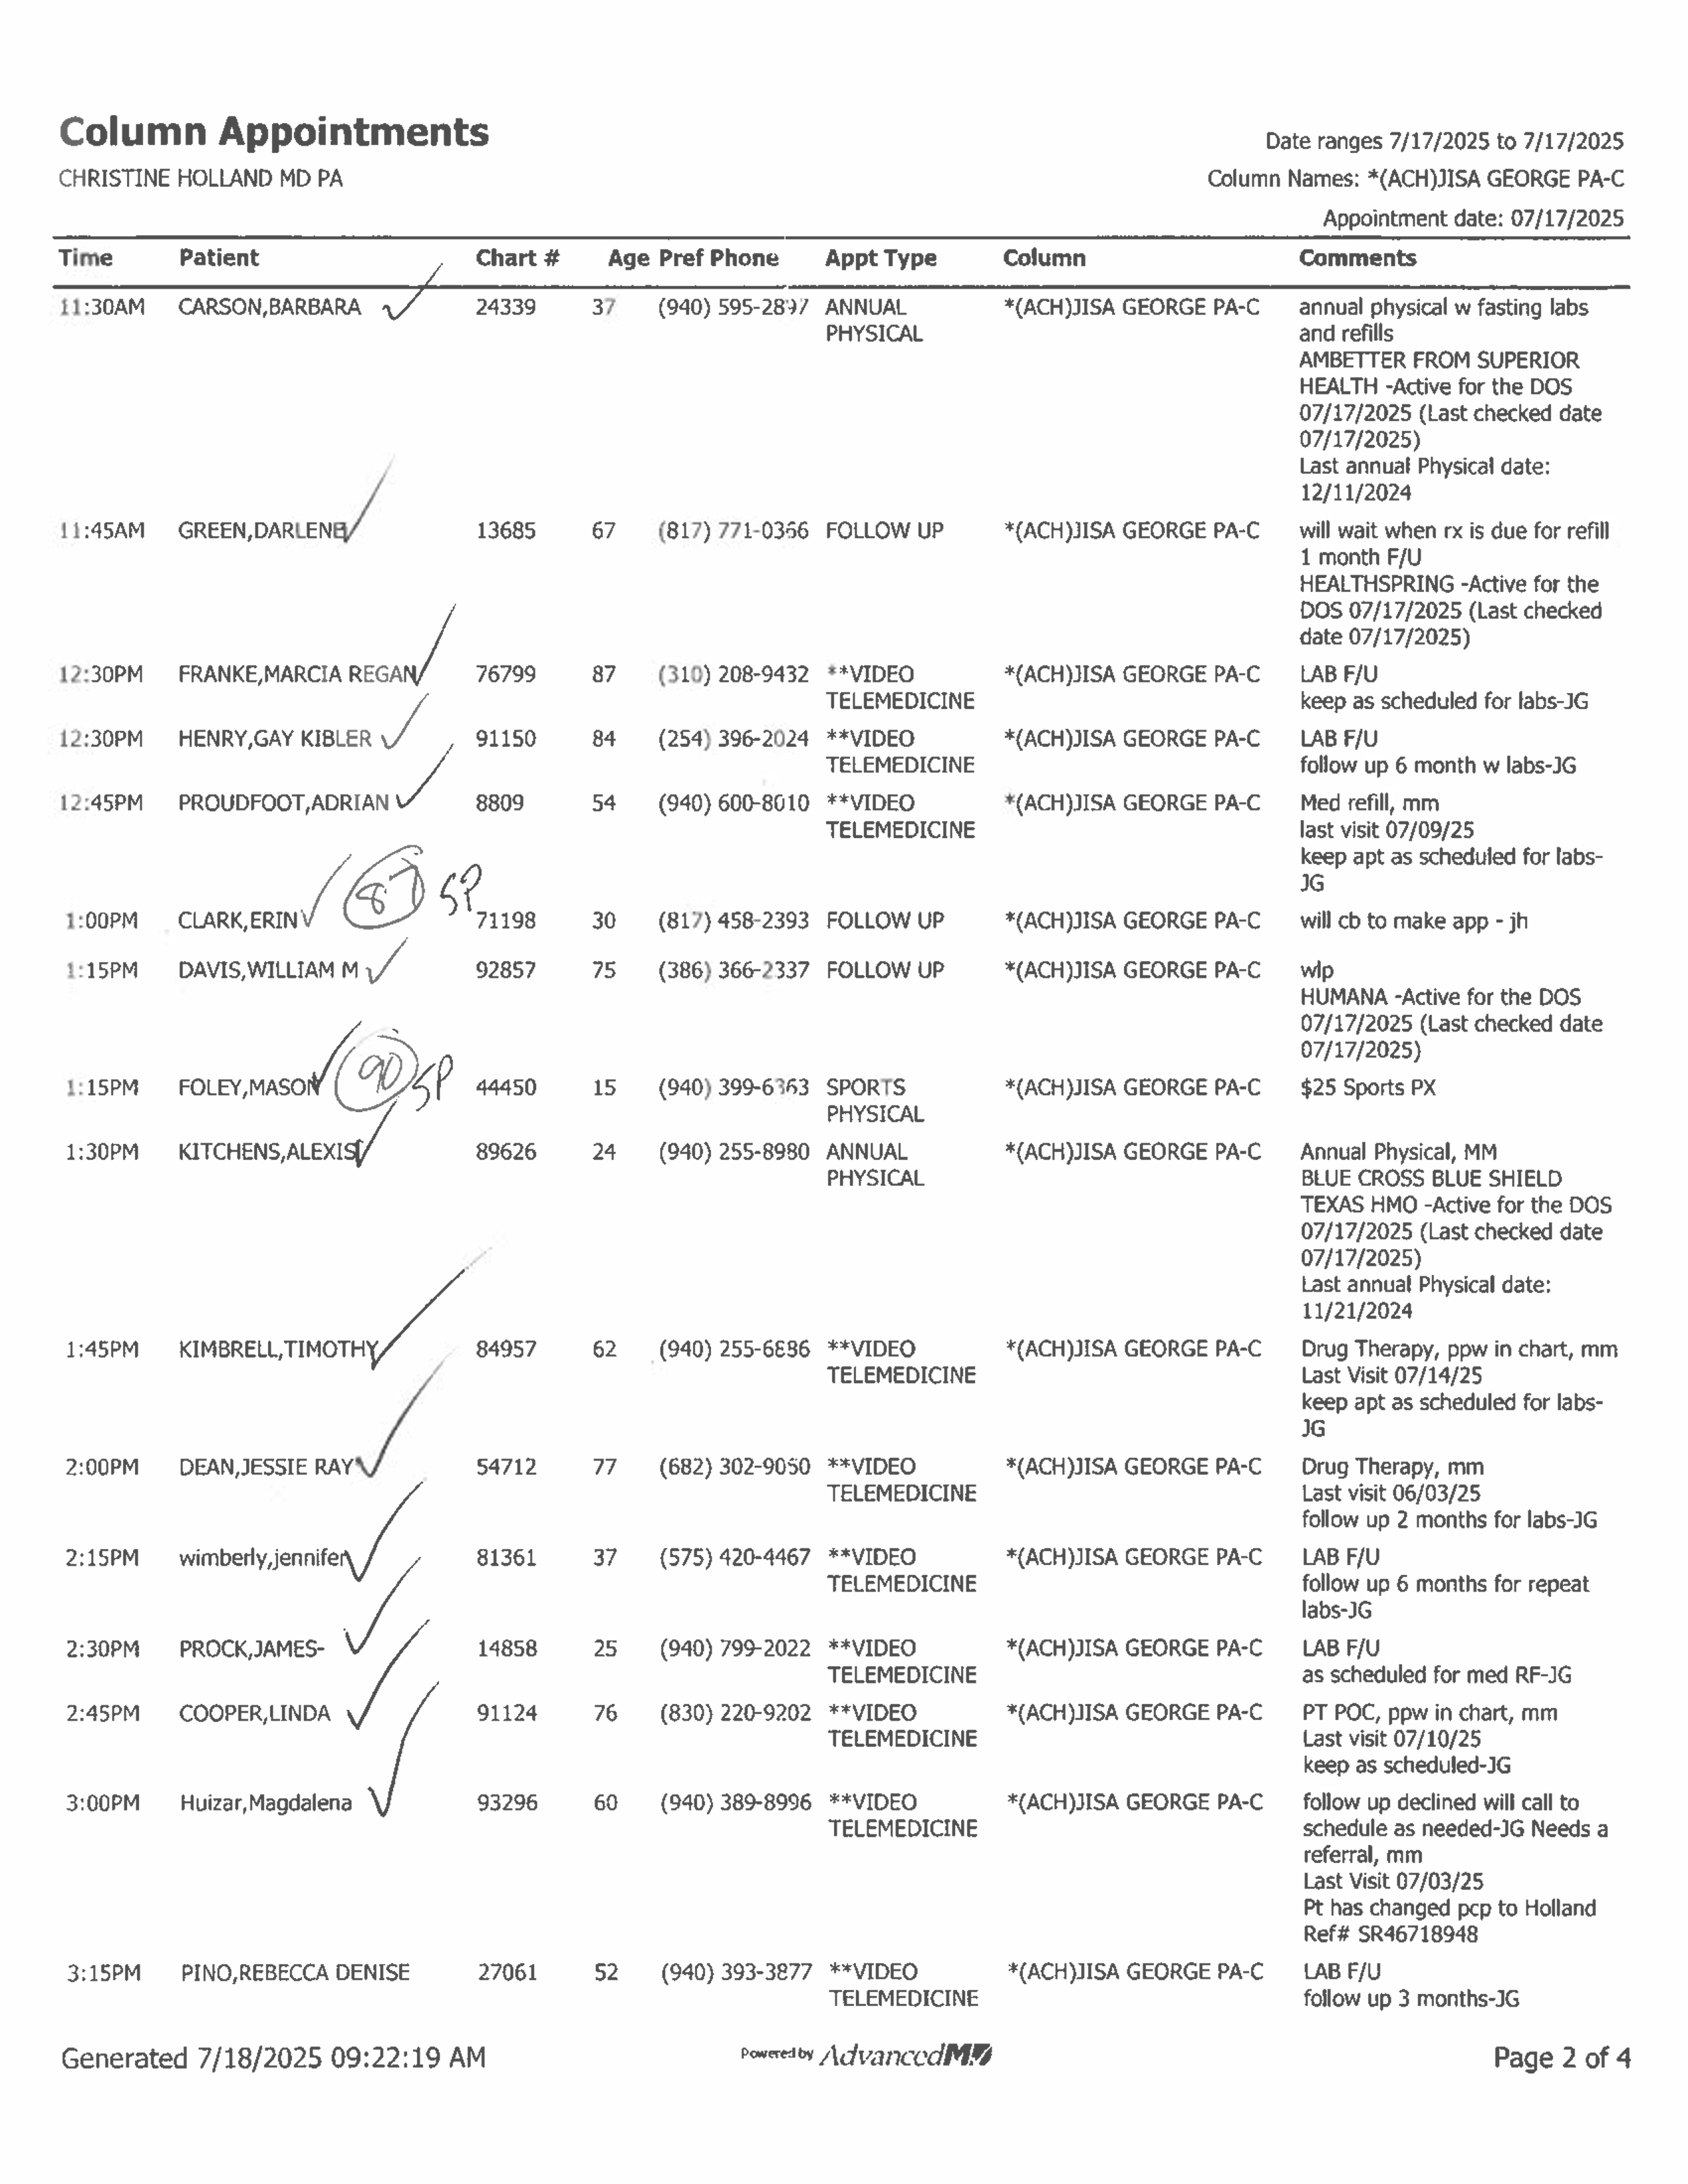 Column Appointments
CHRISTINE HOLLAND MD PA
Date ranges 7/17/2025 to 7/17/2025
Column Names: *(ACH)JISA GEORGE PA-C
Appointment date: 07/17/2025
Time Patient Chart # Age Pref Phone Appt Type Column Comments
11:30AM CARSON,BARBARA 24339 37 (940) 595-2897 ANNUAL *(ACH)JISA GEORGE PA-C annual physical w fasting labs
PHYSICAL and refills
AMBETTER FROM SUPERIOR
HEALTH -Active for the DOS
07/17/2025 (Last checked date
07/17/2025)
Last annual Physical date:
12/11/2024
11:45AM GREEN,DARLENE 13685 67 (817) 771-0366 FOLLOW UP *(ACH)JISA GEORGE PA-C will wait when rx is due for refill
1 month F/U
HEALTHSPRING -Active for the
DOS 07/17/2025 (Last checked
date 07/17/2025)
12:30PM FRANKE,MARCIA REGAN 76799 87 (310) 208-9432 **VIDEO *(ACH)JISA GEORGE PA-C LAB F/U
TELEMEDICINE keep as scheduled for labs-JG
12:30PM HENRY,GAY KIBLER 91150 84 (254) 396-2024 **VIDEO *(ACH)JISA GEORGE PA-C LAB F/U
TELEMEDICINE follow up 6 month w labs-JG
12:45PM PROUDFOOT,ADRIAN 8809 54 (940) 600-8010 **VIDEO *(ACH)JISA GEORGE PA-C Med refill, mm
TELEMEDICINE last visit 07/09/25
keep apt as scheduled for labs-
JG
87 SP
1:00PM CLARK,ERIN 71198 30 (817) 458-2393 FOLLOW UP *(ACH)JISA GEORGE PA-C will cb to make app - jh
1:15PM DAVIS,WILLIAM M 92857 75 (386) 366-2337 FOLLOW UP *(ACH)JISA GEORGE PA-C wlp
HUMANA -Active for the DOS
07/17/2025 (Last checked date
07/17/2025)
90 SP
1:15PM FOLEY,MASON 44450 15 (940) 399-6363 SPORTS *(ACH)JISA GEORGE PA-C $25 Sports PX
PHYSICAL
1:30PM KITCHENS,ALEXIS 89626 24 (940) 255-8980 ANNUAL *(ACH)JISA GEORGE PA-C Annual Physical, MM
PHYSICAL BLUE CROSS BLUE SHIELD
TEXAS HMO -Active for the DOS
07/17/2025 (Last checked date
07/17/2025)
Last annual Physical date:
11/21/2024
1:45PM KIMBRELL,TIMOTHY 84957 62 (940) 255-6886 **VIDEO *(ACH)JISA GEORGE PA-C Drug Therapy, ppw in chart, mm
TELEMEDICINE Last Visit 07/14/25
keep apt as scheduled for labs-
JG
2:00PM DEAN,JESSIE RAY 54712 77 (682) 302-9050 **VIDEO *(ACH)JISA GEORGE PA-C Drug Therapy, mm
TELEMEDICINE Last visit 06/03/25
follow up 2 months for labs-JG
2:15PM wimberly,jennifer 81361 37 (575) 420-4467 **VIDEO *(ACH)JISA GEORGE PA-C LAB F/U
TELEMEDICINE follow up 6 months for repeat
labs-JG
2:30PM PROCK,JAMES- 14858 25 (940) 799-2022 **VIDEO *(ACH)JISA GEORGE PA-C LAB F/U
TELEMEDICINE as scheduled for med RF-JG
2:45PM COOPER,LINDA 91124 76 (830) 220-9202 **VIDEO *(ACH)JISA GEORGE PA-C PT POC, ppw in chart, mm
TELEMEDICINE Last visit 07/10/25
keep as scheduled-JG
3:00PM Huizar,Magdalena 93296 60 (940) 389-8996 **VIDEO *(ACH)JISA GEORGE PA-C follow up declined will call to
TELEMEDICINE schedule as needed-JG Needs a
referral, mm
Last Visit 07/03/25
Pt has changed pcp to Holland
Ref# SR46718948
3:15PM PINO,REBECCA DENISE 27061 52 (940) 393-3877 **VIDEO *(ACH)JISA GEORGE PA-C LAB F/U
TELEMEDICINE follow up 3 months-JG
Generated 7/18/2025 09:22:19 AM
Powered by AdvancedMD
Page 2 of 4